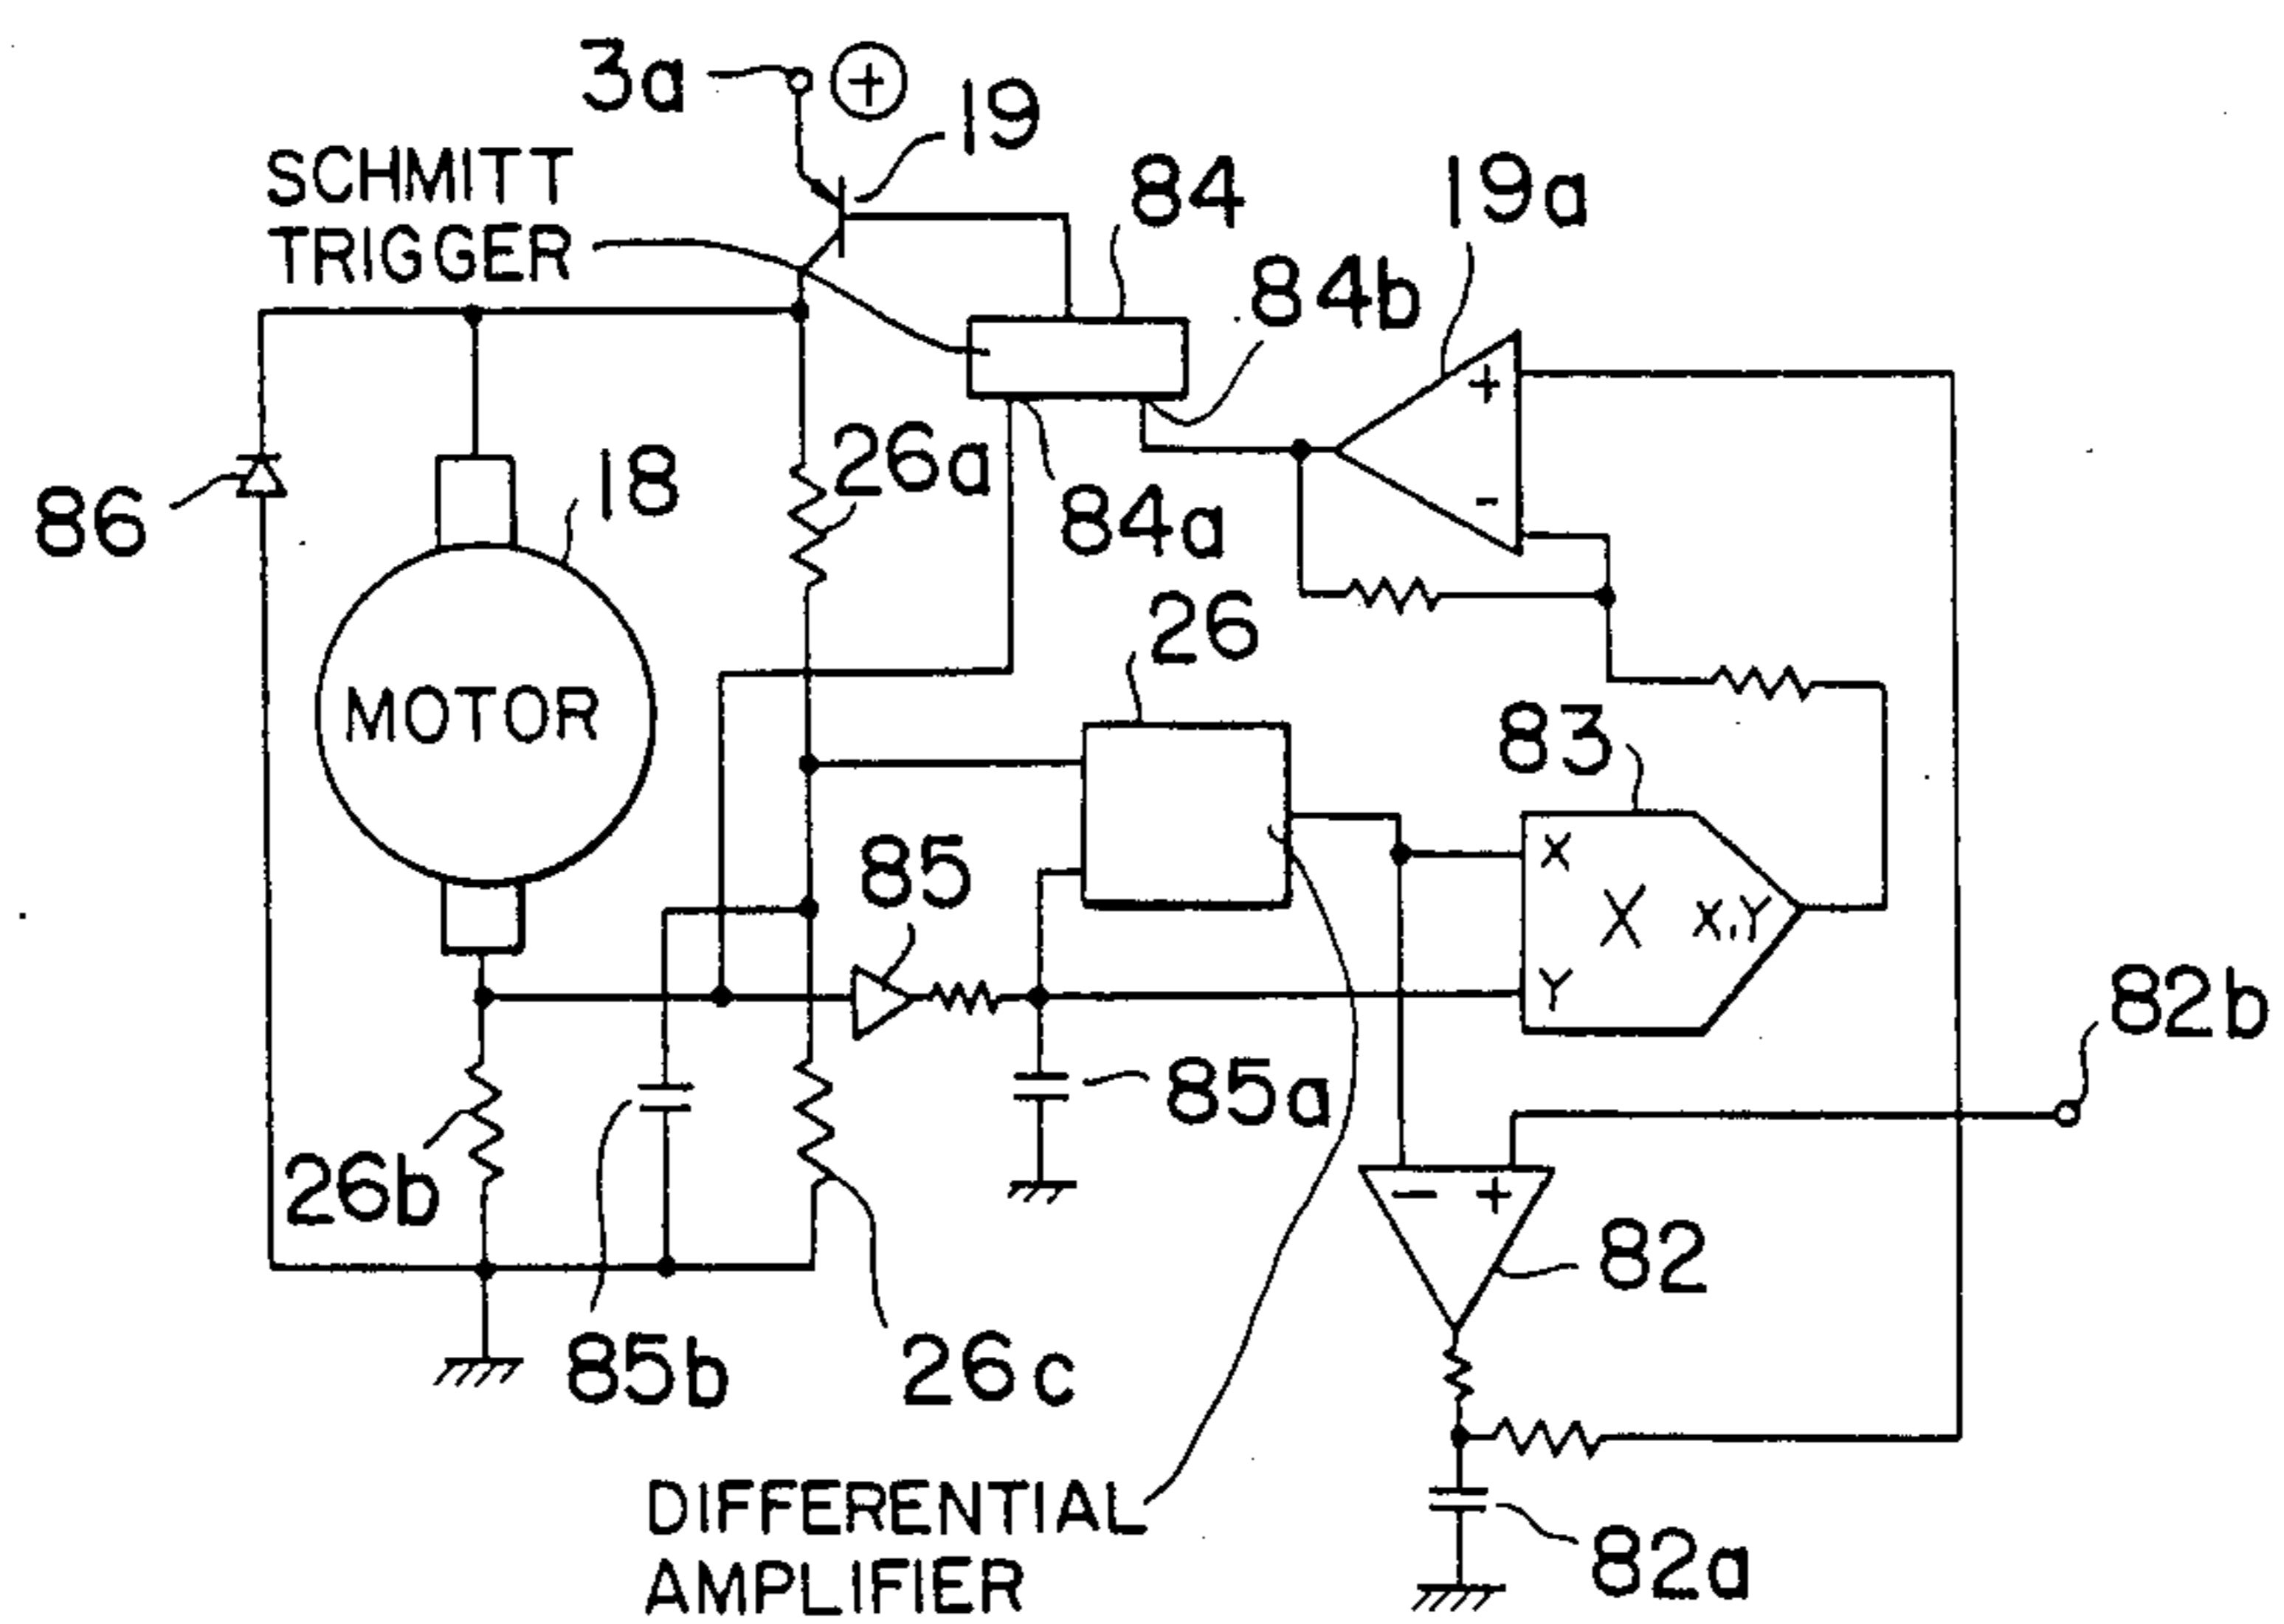 3a +
19
SCHMITT
TRIGGER
84
19a
84b
+
26a
18
86
84a
-
26
MOTOR
83
85
X
X X,Y
Y
82b
85a
26b
- +
82
85b
26c
DIFFERENTIAL
AMPLIFIER
82a